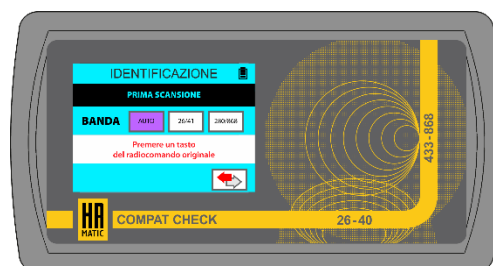 IDENTIFICAZIONE
PRIMA SCANSIONE
BANDA AUTO 26/41 280/868
Premere un tasto
del radiocomando originale
433-868
HR
MATIC
COMPAT CHECK
26-40